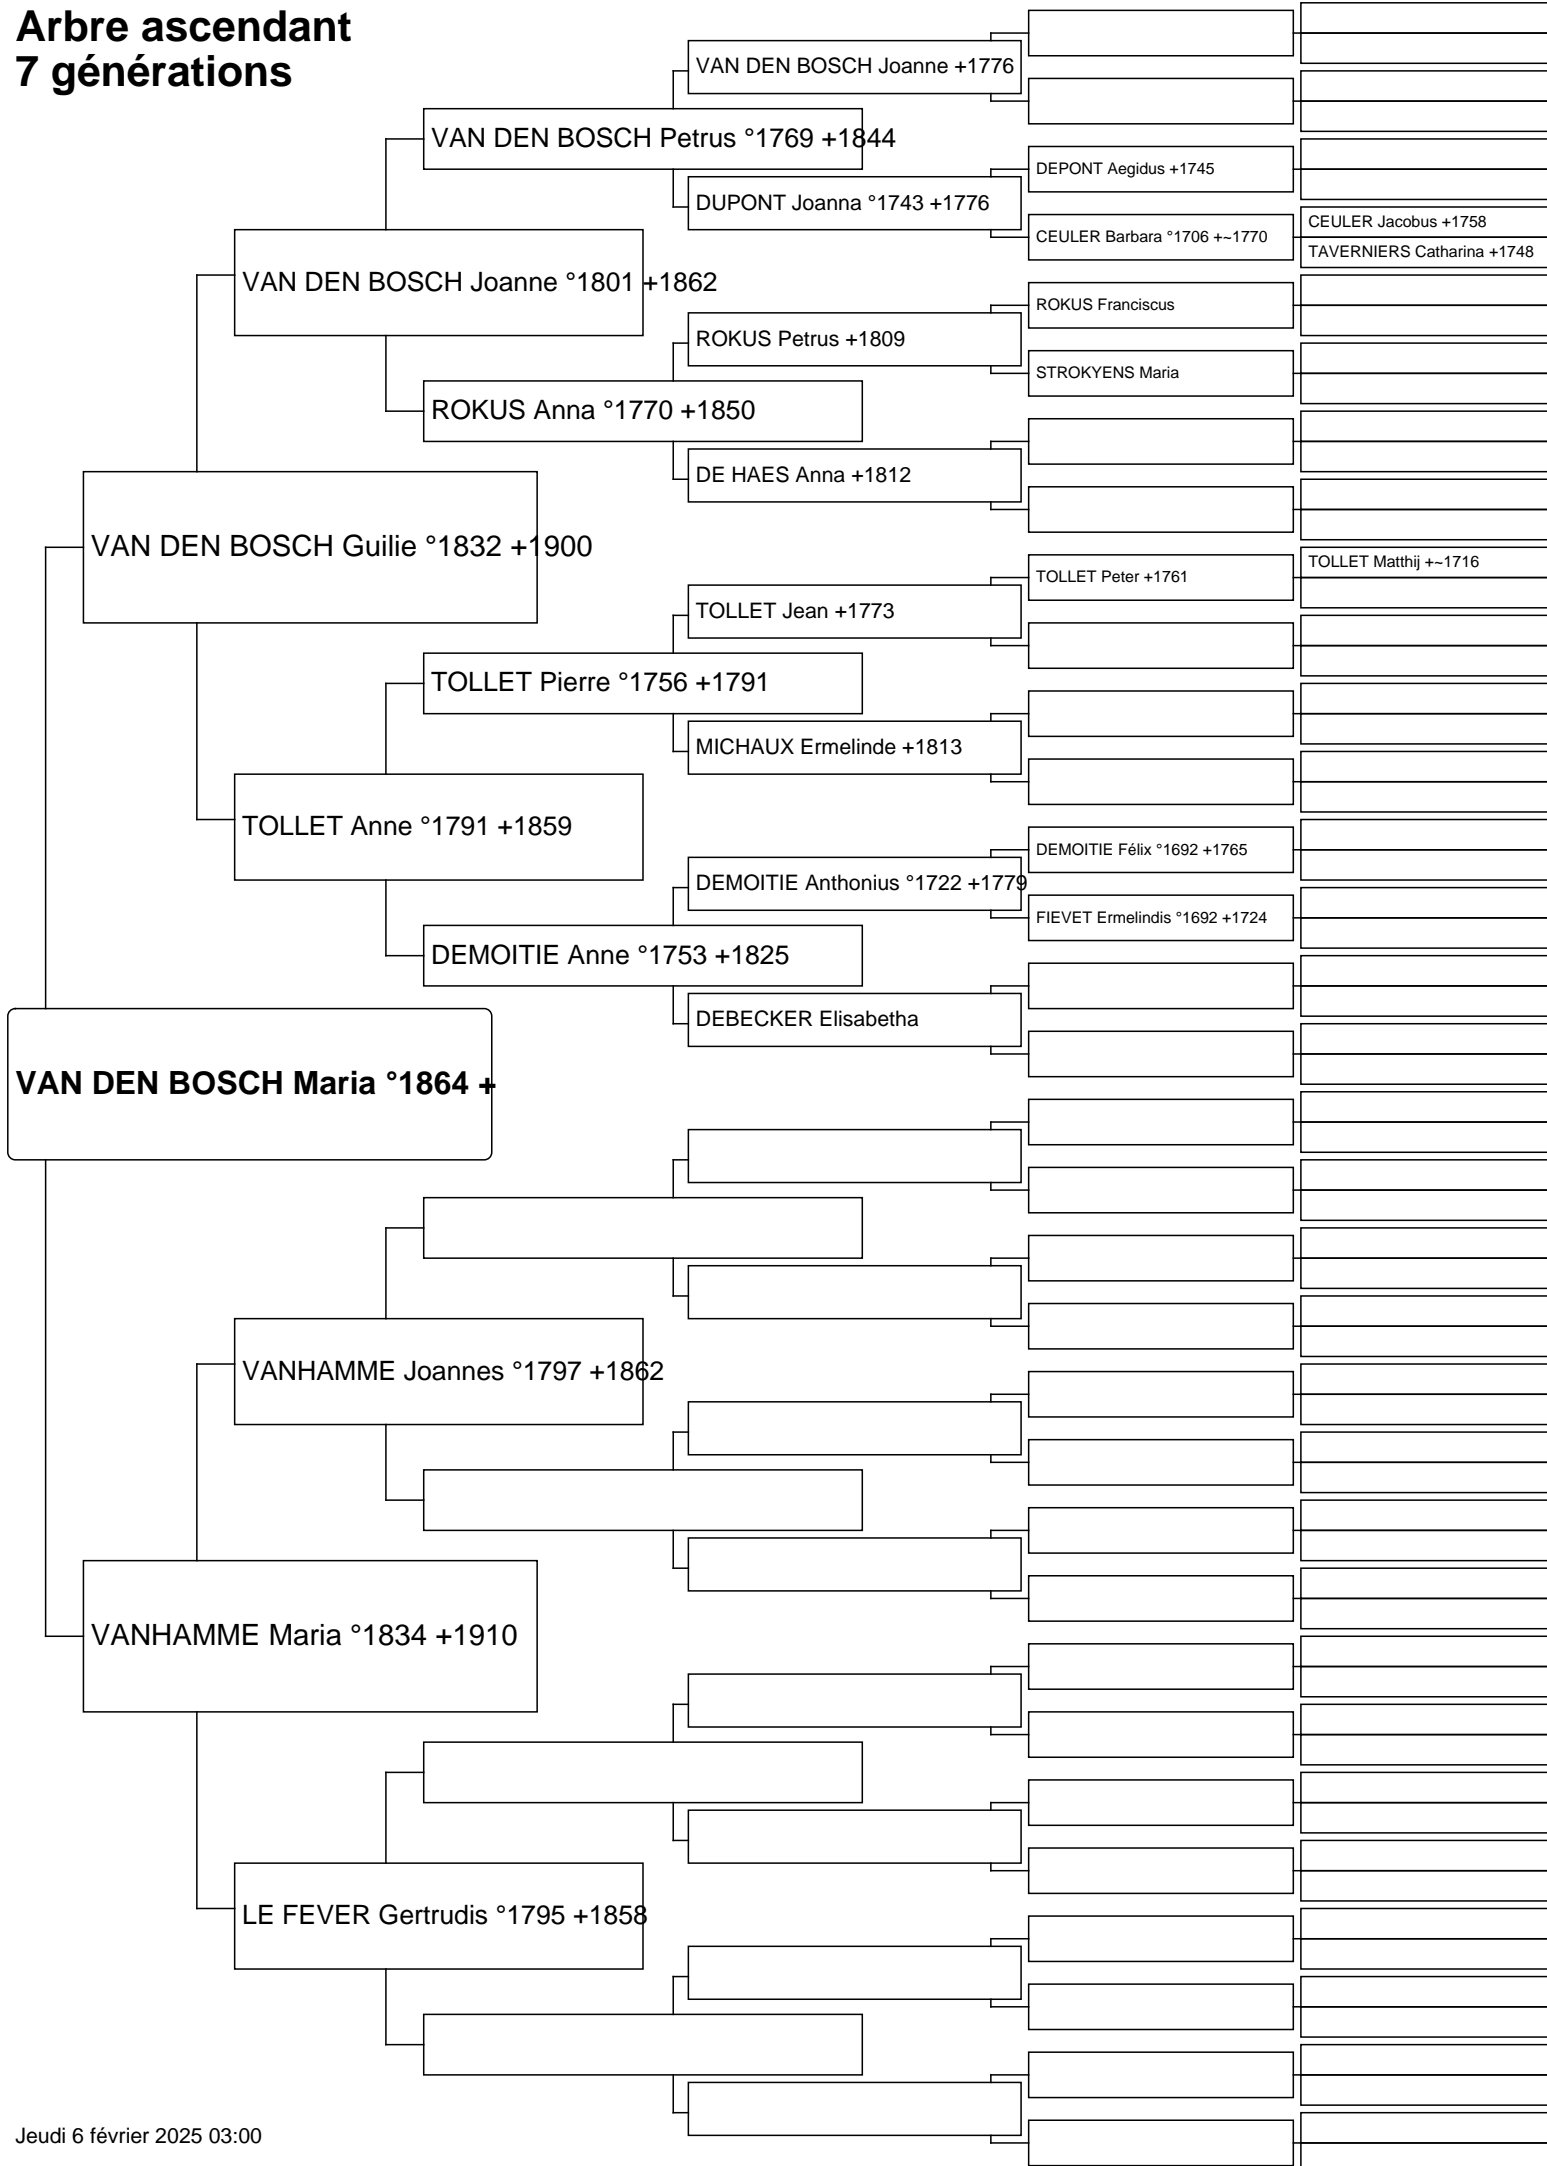 Arbre ascendant
7 générations
VAN DEN BOSCH Joanne +1776
VAN DEN BOSCH Petrus °1769 +1844
DEPONT Aegidus +1745
DUPONT Joanna °1743 +1776
CEULER Jacobus +1758
CEULER Barbara °1706 +~1770
TAVERNIERS Catharina +1748
VAN DEN BOSCH Joanne °1801 +1862
ROKUS Franciscus
ROKUS Petrus +1809
STROKYENS Maria
ROKUS Anna °1770 +1850
DE HAES Anna +1812
VAN DEN BOSCH Guilie °1832 +1900
TOLLET Matthij +~1716
TOLLET Peter +1761
TOLLET Jean +1773
TOLLET Pierre °1756 +1791
MICHAUX Ermelinde +1813
TOLLET Anne °1791 +1859
DEMOITIE Félix °1692 +1765
DEMOITIE Anthonius °1722 +1779
FIEVET Ermelindis °1692 +1724
DEMOITIE Anne °1753 +1825
DEBECKER Elisabetha
VAN DEN BOSCH Maria °1864 +
VANHAMME Joannes °1797 +1862
VANHAMME Maria °1834 +1910
LE FEVER Gertrudis °1795 +1858
Jeudi 6 février 2025 03:00